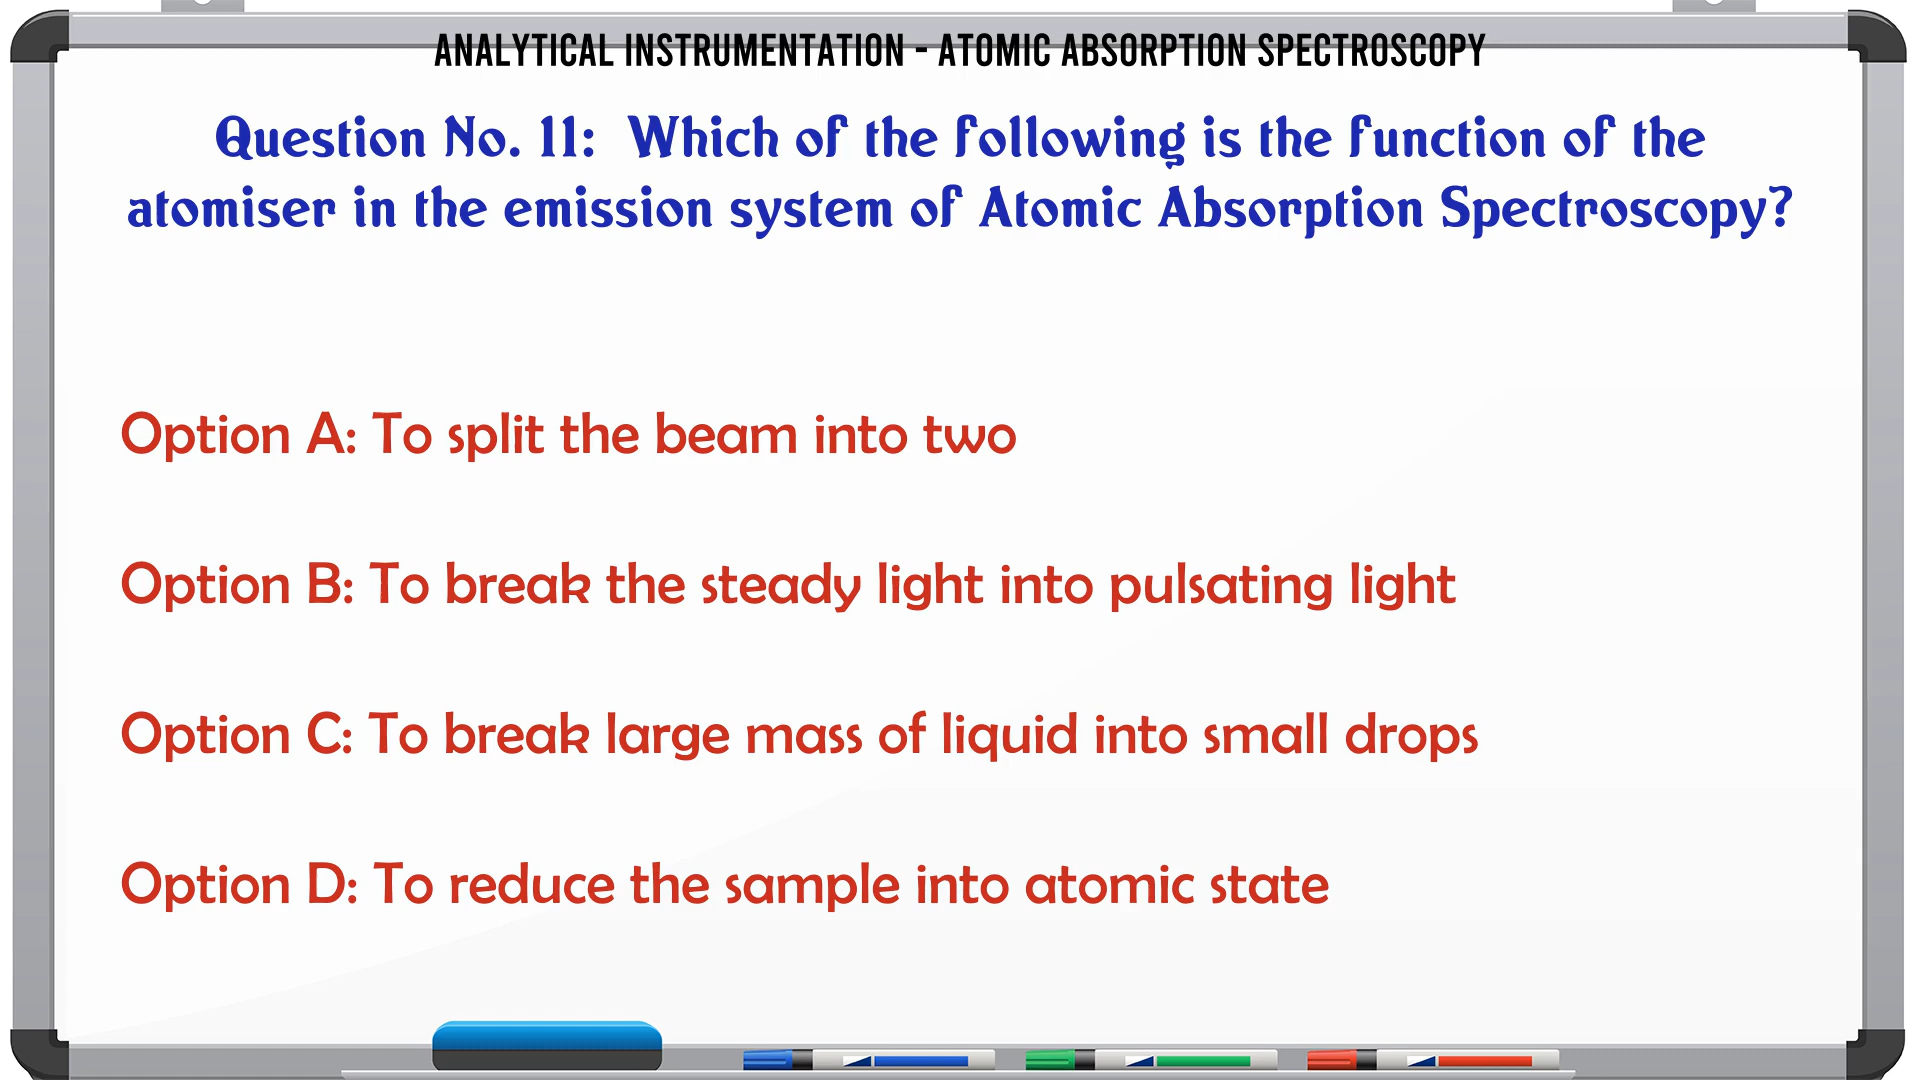 ANALYTICAL INSTRUMENTATION - ATOMIC ABSORPTION SPECTROSCOPY
Question No. 11: Which of the following is the function of the
atomiser in the emission system of Atomic Absorption Spectroscopy?
Option A: To split the beam into two
Option B: To break the steady light into pulsating light
Option C: To break large mass of liquid into small drops
Option D: To reduce the sample into atomic state